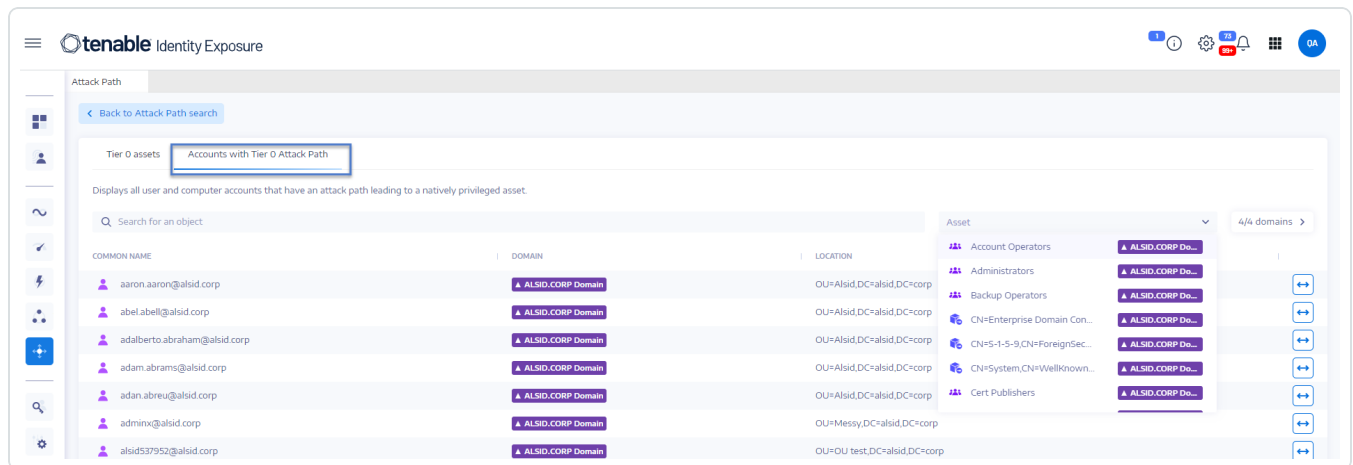 tenable Identity Exposure
1
73
99+
QA
Attack Path
Back to Attack Path search
Tier 0 assets Accounts with Tier 0 Attack Path
Displays all user and computer accounts that have an attack path leading to a natively privileged asset.
Search for an object Asset 4/4 domains
COMMON NAME DOMAIN LOCATION
Account Operators ALSID.CORP Do...
Administrators ALSID.CORP Do...
Backup Operators ALSID.CORP Do...
CN=Enterprise Domain Con... ALSID.CORP Do...
CN=S-1-5-9,CN=ForeignSec... ALSID.CORP Do...
CN=System,CN=WellKnown... ALSID.CORP Do...
Cert Publishers ALSID.CORP Do...
aaron.aaron@alsid.corp ALSID.CORP Domain OU=Alsid,DC=alsid,DC=corp
abel.abell@alsid.corp ALSID.CORP Domain OU=Alsid,DC=alsid,DC=corp
adalberto.abraham@alsid.corp ALSID.CORP Domain OU=Alsid,DC=alsid,DC=corp
adam.abrams@alsid.corp ALSID.CORP Domain OU=Alsid,DC=alsid,DC=corp
adan.abreu@alsid.corp ALSID.CORP Domain OU=Alsid,DC=alsid,DC=corp
adminx@alsid.corp ALSID.CORP Domain OU=Messy,DC=alsid,DC=corp
alsid537952@alsid.corp ALSID.CORP Domain OU=OU test,DC=alsid,DC=corp